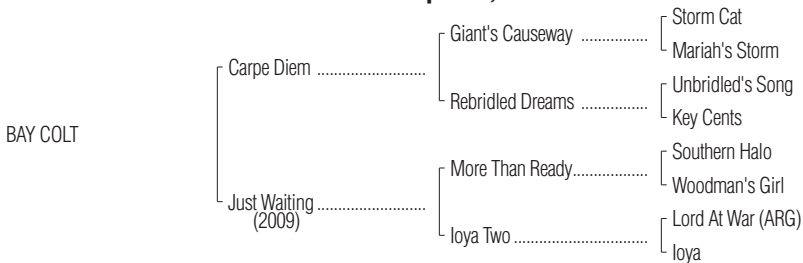 Storm Cat
Giant's Causeway ................
Mariah's Storm
Carpe Diem ..........................
Unbridled's Song
Rebridled Dreams ................
Key Cents
BAY COLT
Southern Halo
More Than Ready..................
Woodman's Girl
Just Waiting ..........................
(2009)
Lord At War (ARG)
Ioya Two ................................
Ioya